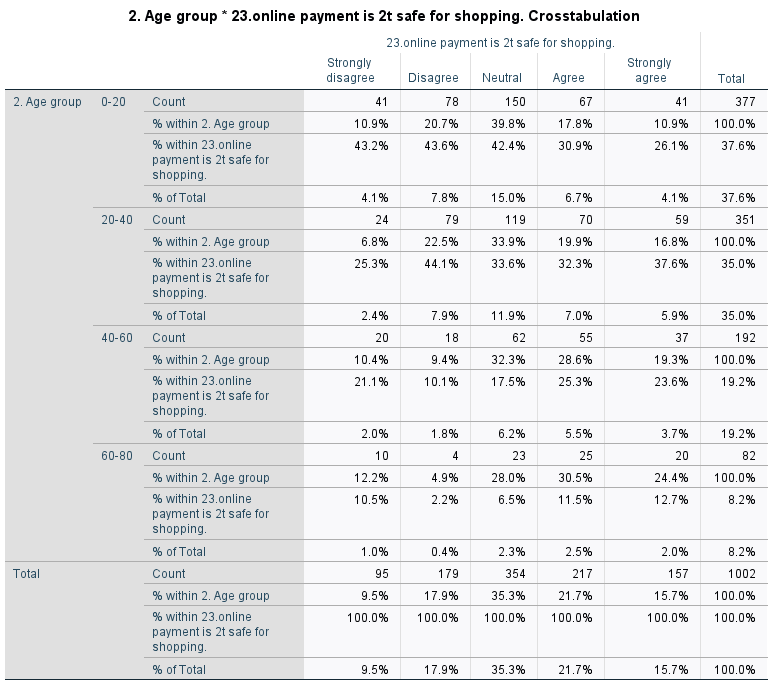 2. Age group * 23.online payment is 2t safe for shopping. Crosstabulation
23.online payment is 2t safe for shopping.
Strongly disagree Disagree Neutral Agree Strongly agree Total
2. Age group 0-20 Count 41 78 150 67 41 377
% within 2. Age group 10.9% 20.7% 39.8% 17.8% 10.9% 100.0%
% within 23.online payment is 2t safe for shopping. 43.2% 43.6% 42.4% 30.9% 26.1% 37.6%
% of Total 4.1% 7.8% 15.0% 6.7% 4.1% 37.6%
20-40 Count 24 79 119 70 59 351
% within 2. Age group 6.8% 22.5% 33.9% 19.9% 16.8% 100.0%
% within 23.online payment is 2t safe for shopping. 25.3% 44.1% 33.6% 32.3% 37.6% 35.0%
% of Total 2.4% 7.9% 11.9% 7.0% 5.9% 35.0%
40-60 Count 20 18 62 55 37 192
% within 2. Age group 10.4% 9.4% 32.3% 28.6% 19.3% 100.0%
% within 23.online payment is 2t safe for shopping. 21.1% 10.1% 17.5% 25.3% 23.6% 19.2%
% of Total 2.0% 1.8% 6.2% 5.5% 3.7% 19.2%
60-80 Count 10 4 23 25 20 82
% within 2. Age group 12.2% 4.9% 28.0% 30.5% 24.4% 100.0%
% within 23.online payment is 2t safe for shopping. 10.5% 2.2% 6.5% 11.5% 12.7% 8.2%
% of Total 1.0% 0.4% 2.3% 2.5% 2.0% 8.2%
Total Count 95 179 354 217 157 1002
% within 2. Age group 9.5% 17.9% 35.3% 21.7% 15.7% 100.0%
% within 23.online payment is 2t safe for shopping. 100.0% 100.0% 100.0% 100.0% 100.0% 100.0%
% of Total 9.5% 17.9% 35.3% 21.7% 15.7% 100.0%